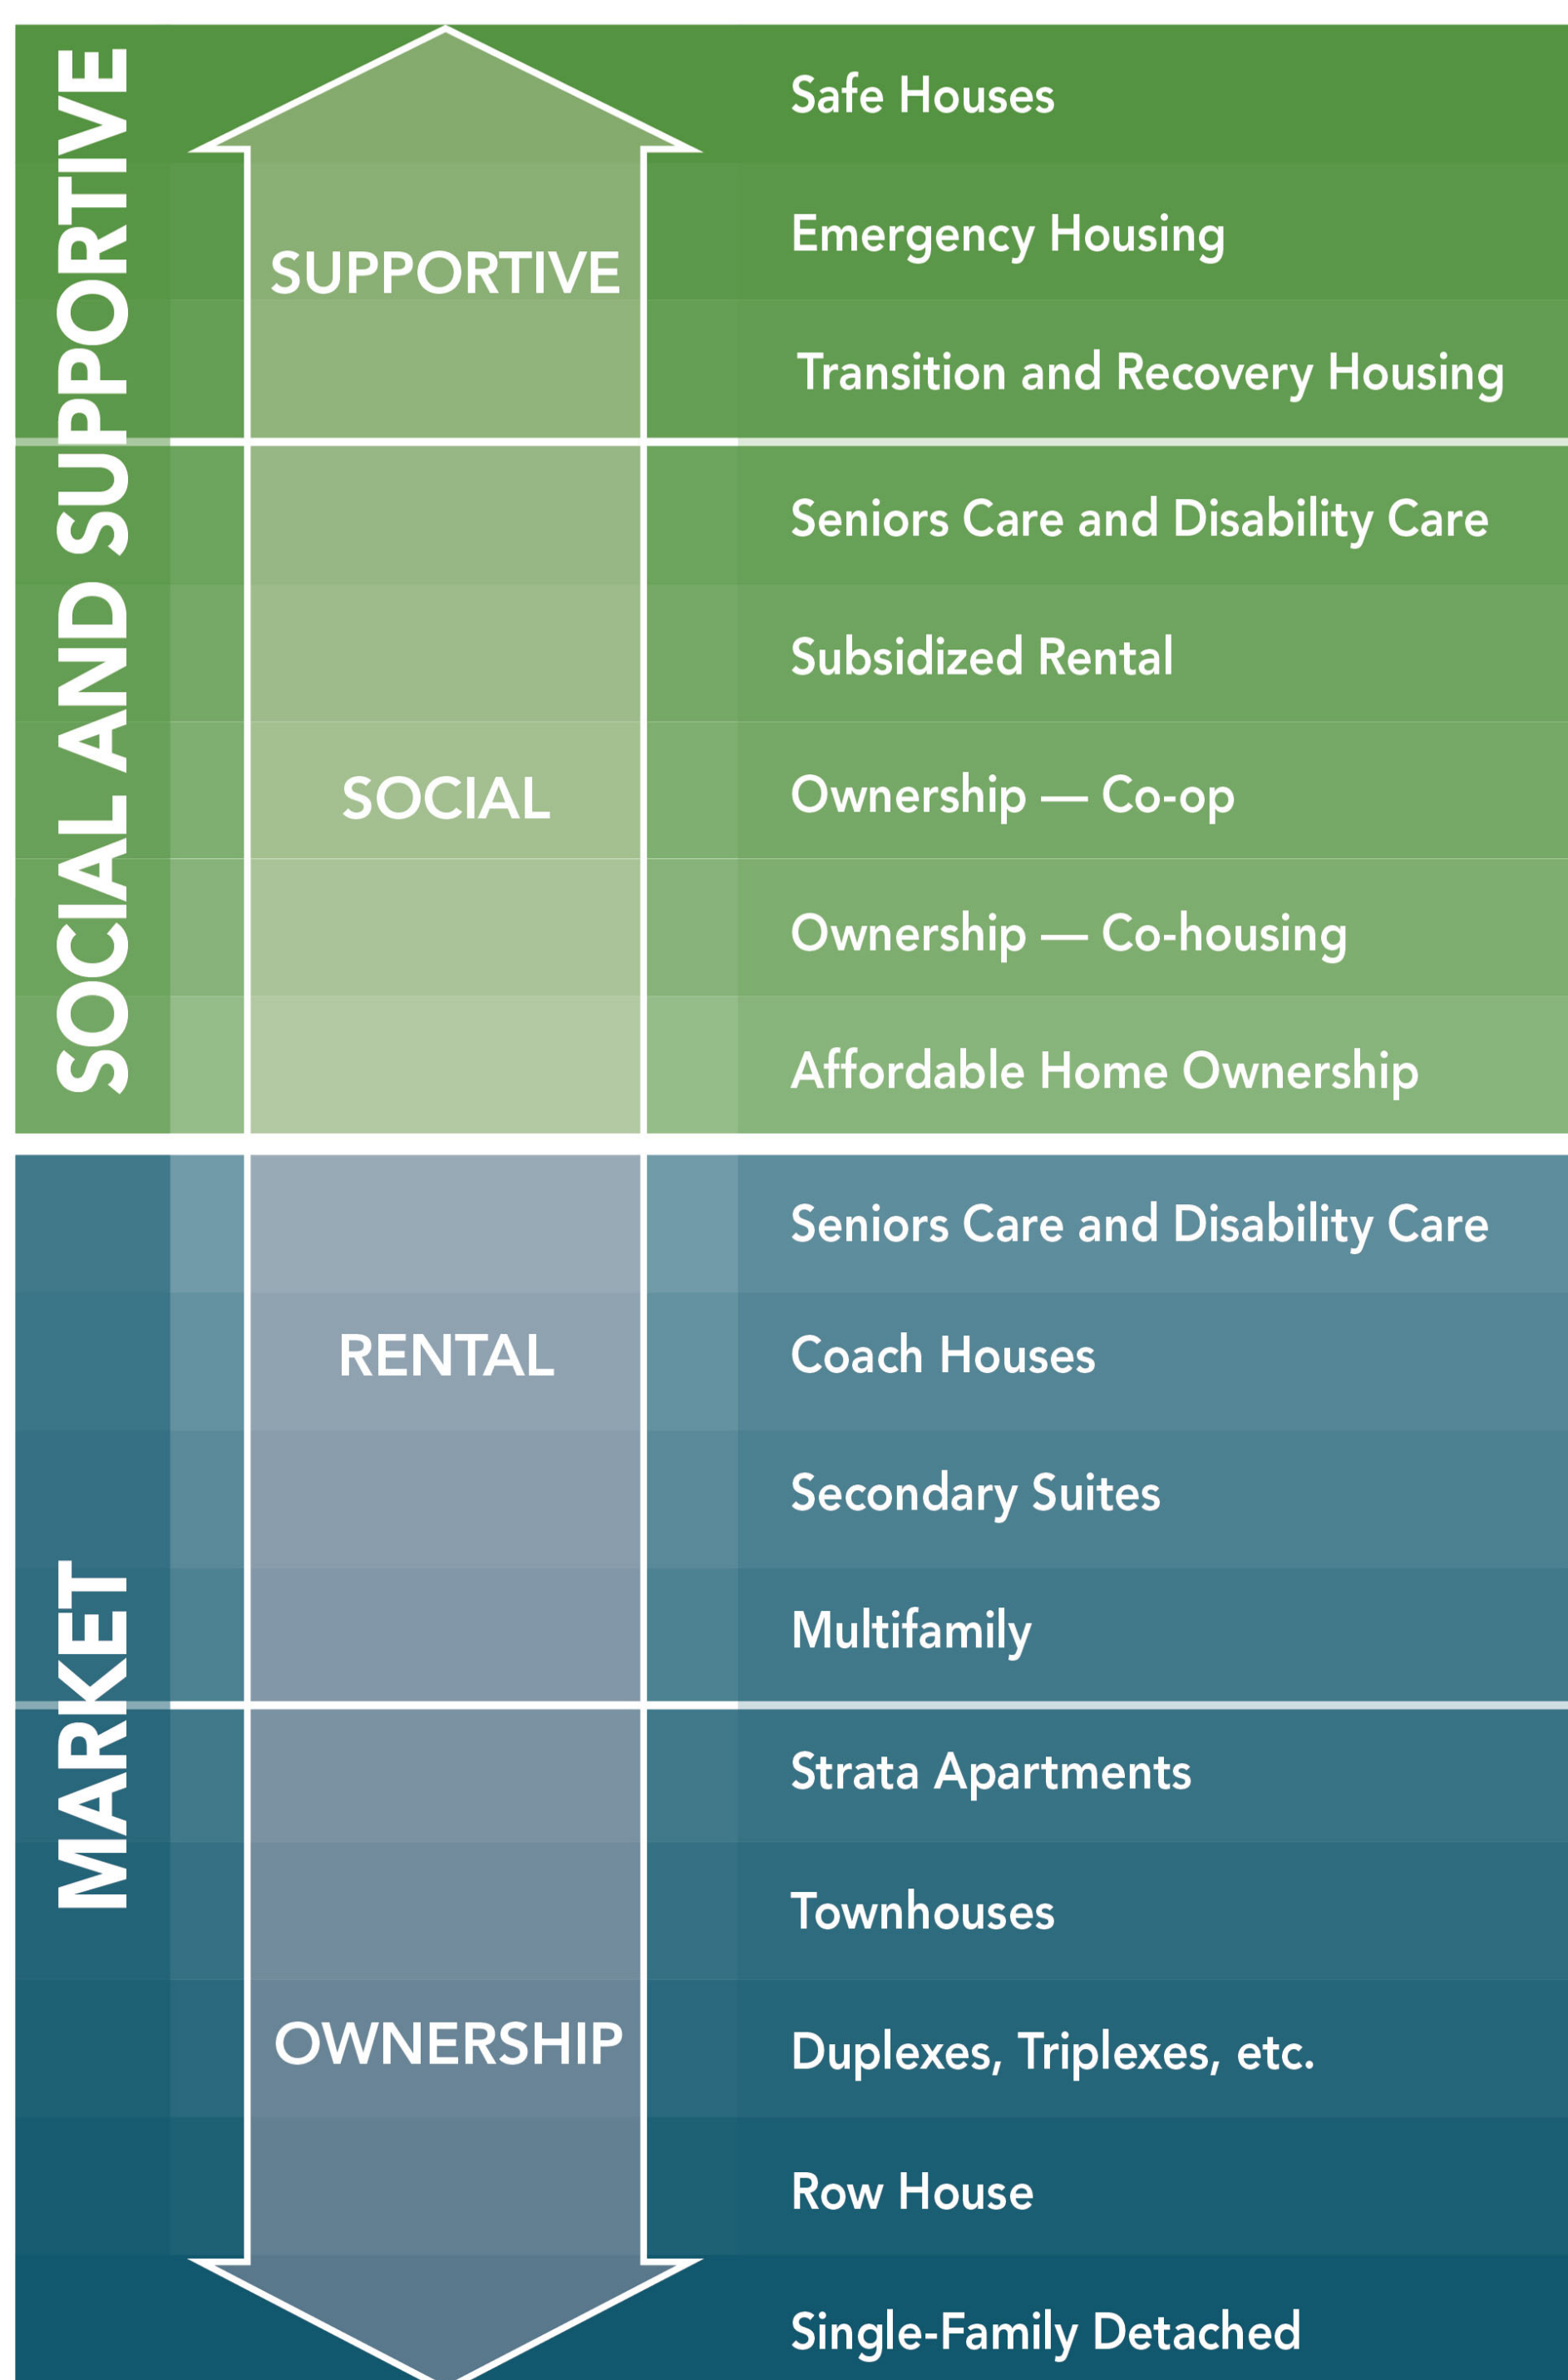 SOCIAL AND SUPPORTIVE
SUPPORTIVE
Safe Houses
Emergency Housing
Transition and Recovery Housing
SOCIAL
Seniors Care and Disability Care
Subsidized Rental
Ownership — Co-op
Ownership — Co-housing
Affordable Home Ownership
MARKET
RENTAL
Seniors Care and Disability Care
Coach Houses
Secondary Suites
Multifamily
OWNERSHIP
Strata Apartments
Townhouses
Duplexes, Triplexes, etc.
Row House
Single-Family Detached